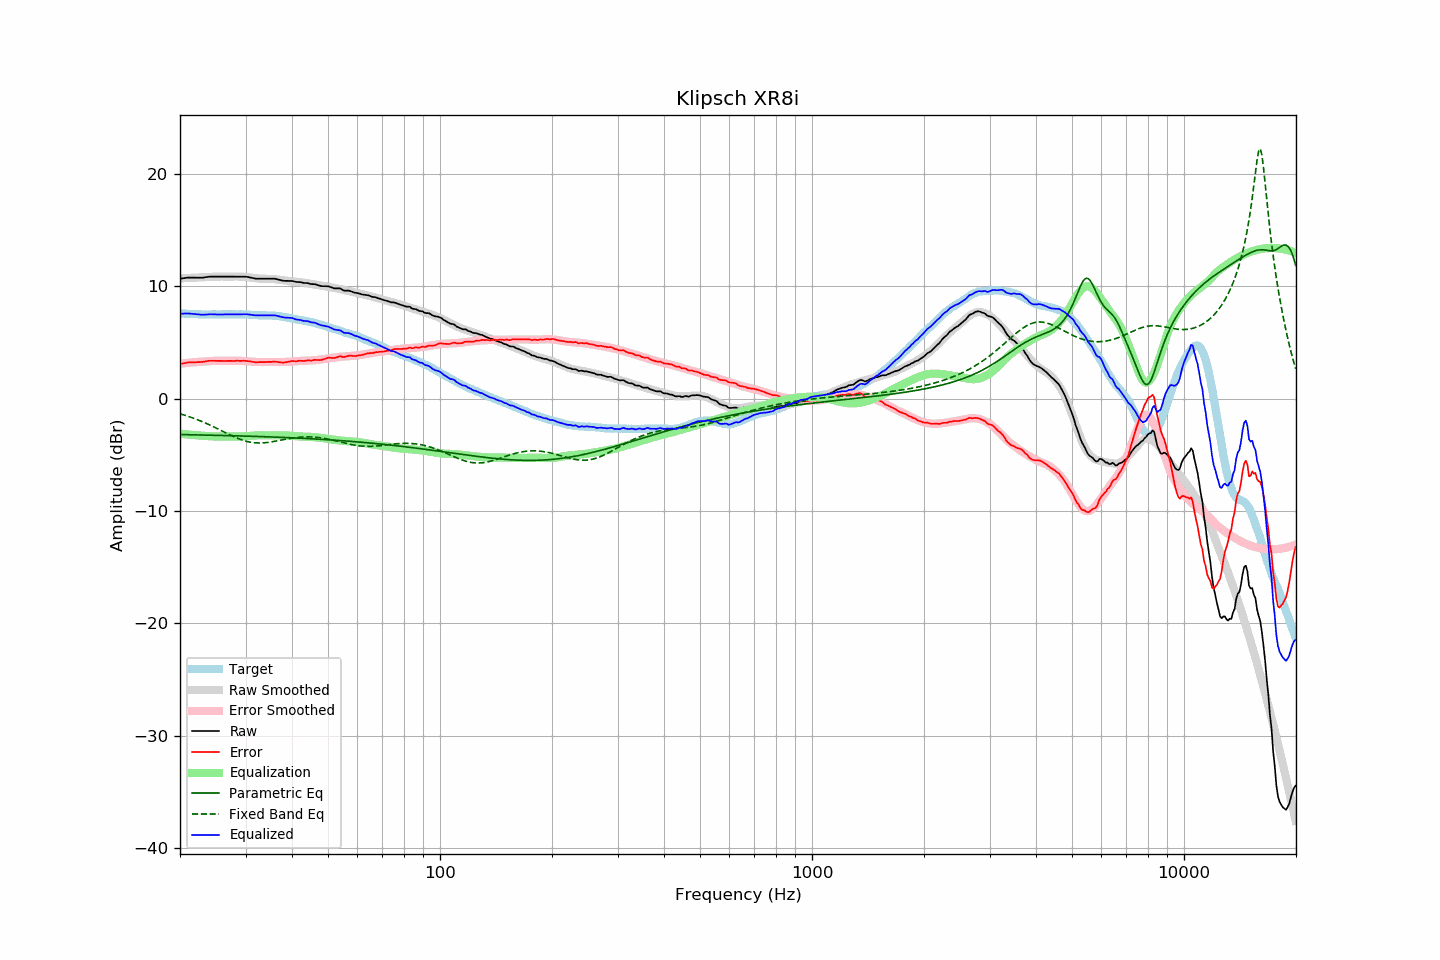 Klipsch XR8i
Amplitude (dBr)
20
10
0
−10
−20
−30
−40
Target
Raw Smoothed
Error Smoothed
Raw
Error
Equalization
Parametric Eq
Fixed Band Eq
Equalized
100
1000
10000
Frequency (Hz)